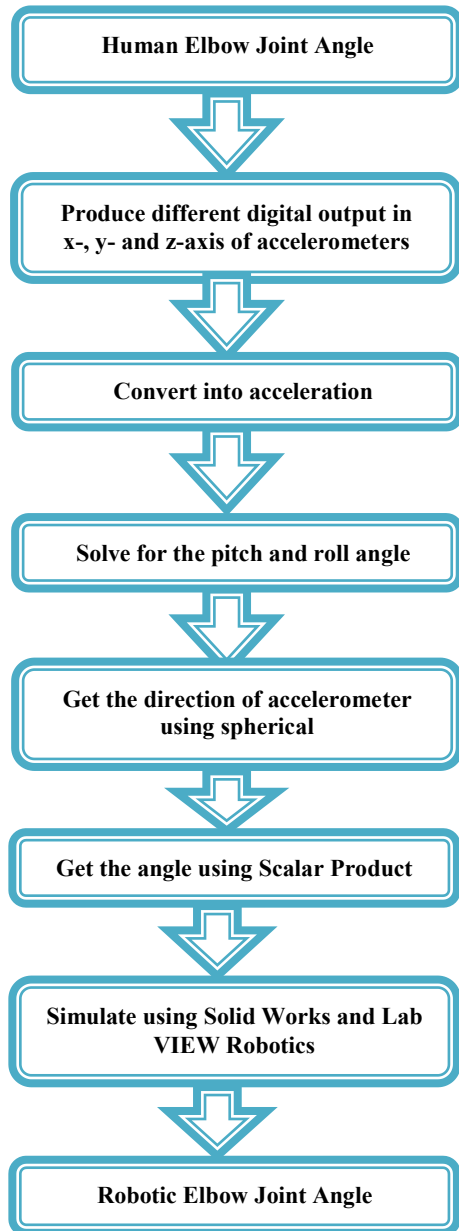 Human Elbow Joint Angle
Produce different digital output in
x-, y- and z-axis of accelerometers
Convert into acceleration
Solve for the pitch and roll angle
Get the direction of accelerometer
using spherical
Get the angle using Scalar Product
Simulate using Solid Works and Lab
VIEW Robotics
Robotic Elbow Joint Angle